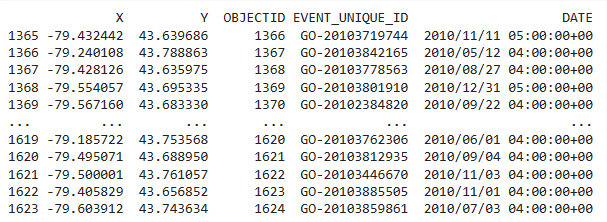 X Y OBJECTID EVENT_UNIQUE_ID DATE
1365 -79.432442 43.639686 1366 GO-20103719744 2010/11/11 05:00:00+00
1366 -79.240108 43.788863 1367 GO-20103842165 2010/05/12 04:00:00+00
1367 -79.428126 43.635975 1368 GO-20103778563 2010/08/27 04:00:00+00
1368 -79.554057 43.695335 1369 GO-20103801910 2010/12/31 05:00:00+00
1369 -79.567160 43.683330 1370 GO-20102384820 2010/09/22 04:00:00+00
... ... ... ... ... ...
1619 -79.185722 43.753568 1620 GO-20103762306 2010/06/01 04:00:00+00
1620 -79.495071 43.688950 1621 GO-20103812935 2010/09/04 04:00:00+00
1621 -79.500001 43.761057 1622 GO-20103446670 2010/11/03 04:00:00+00
1622 -79.405829 43.656852 1623 GO-20103885505 2010/11/01 04:00:00+00
1623 -79.603912 43.743634 1624 GO-20103859861 2010/07/03 04:00:00+00